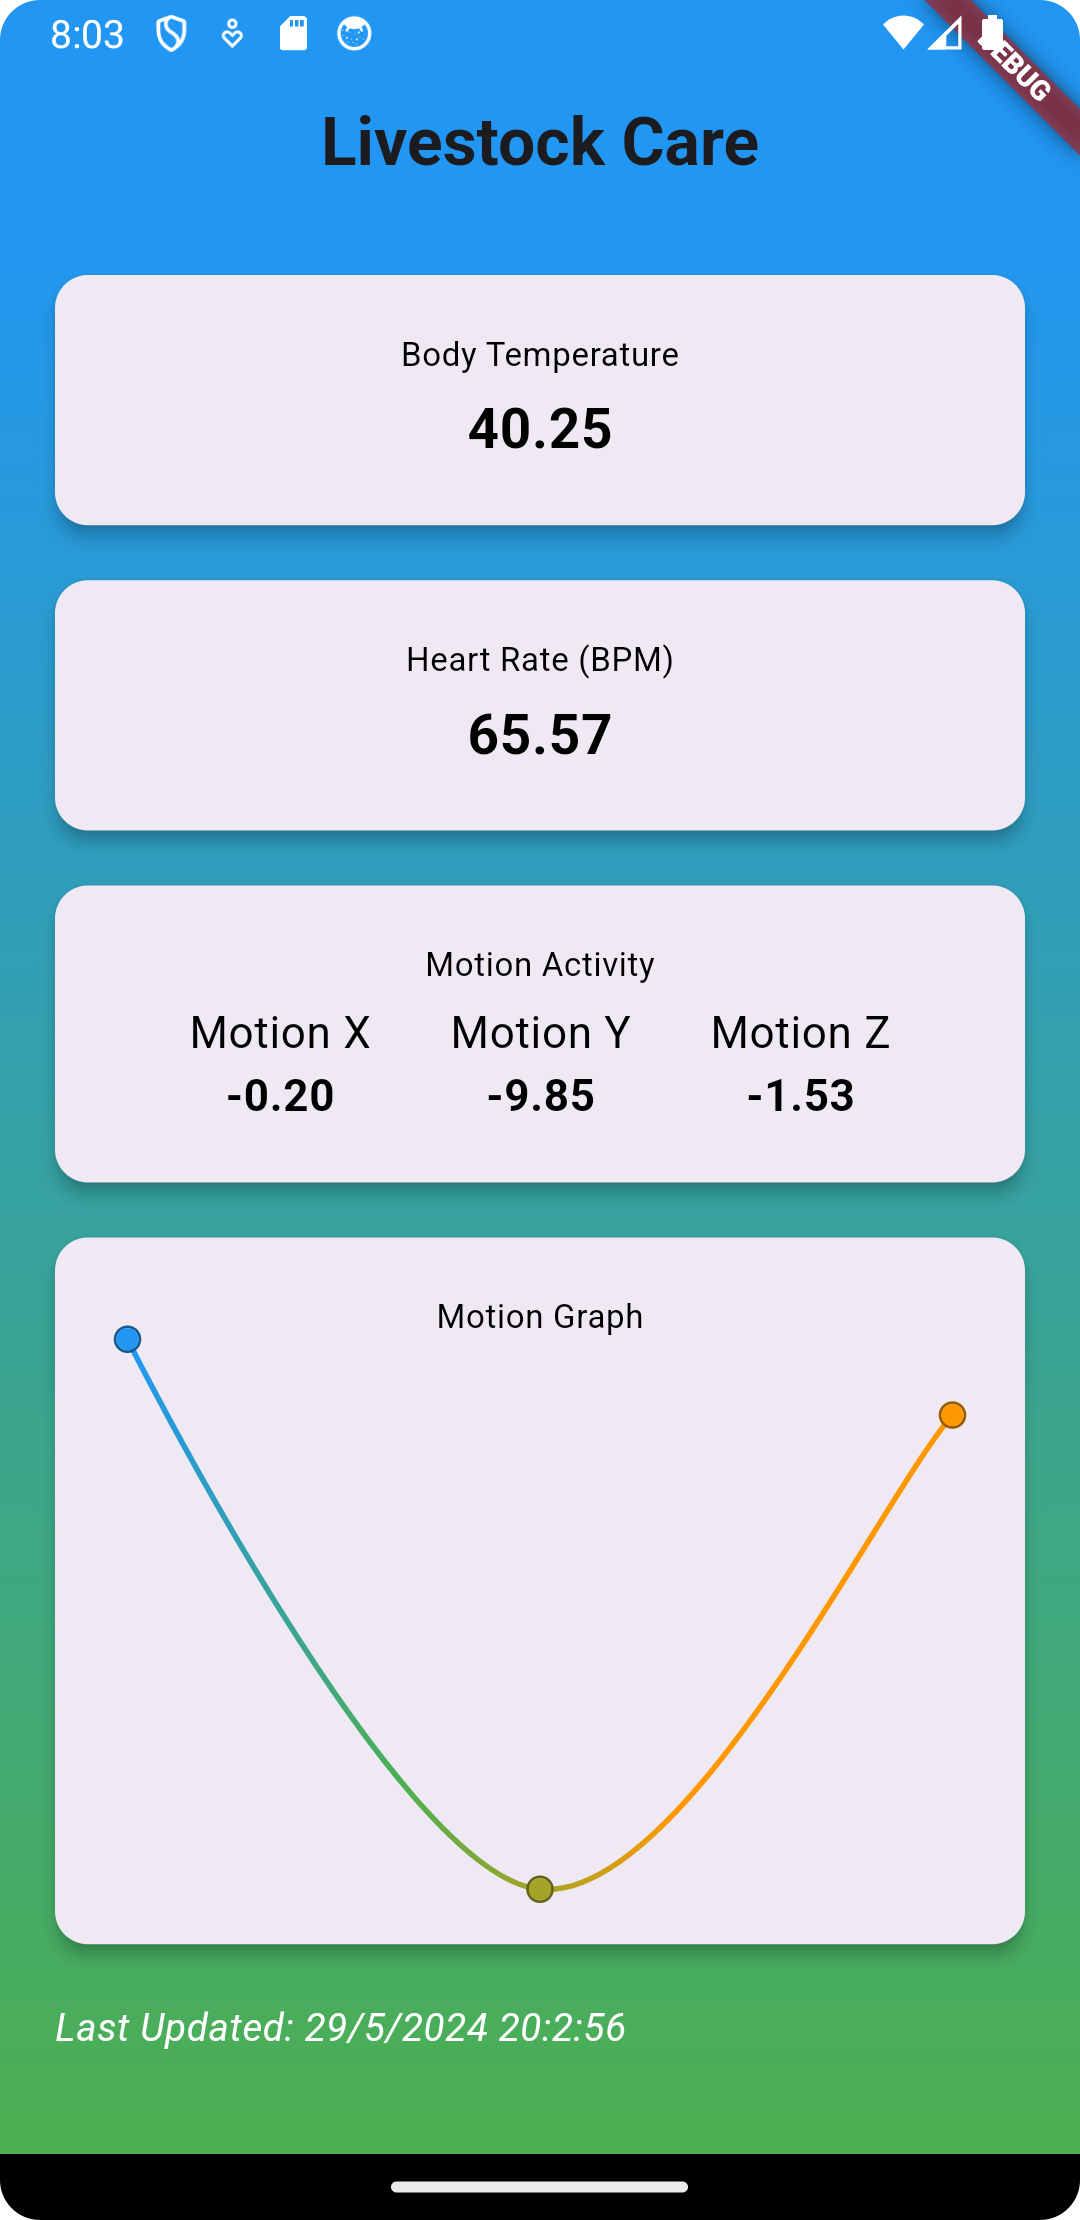 8:03
EBUG
Livestock Care
Body Temperature
40.25
Heart Rate (BPM)
65.57
Motion Activity
Motion X Motion Y Motion Z
-0.20 -9.85 -1.53
Motion Graph
Last Updated: 29/5/2024 20:2:56